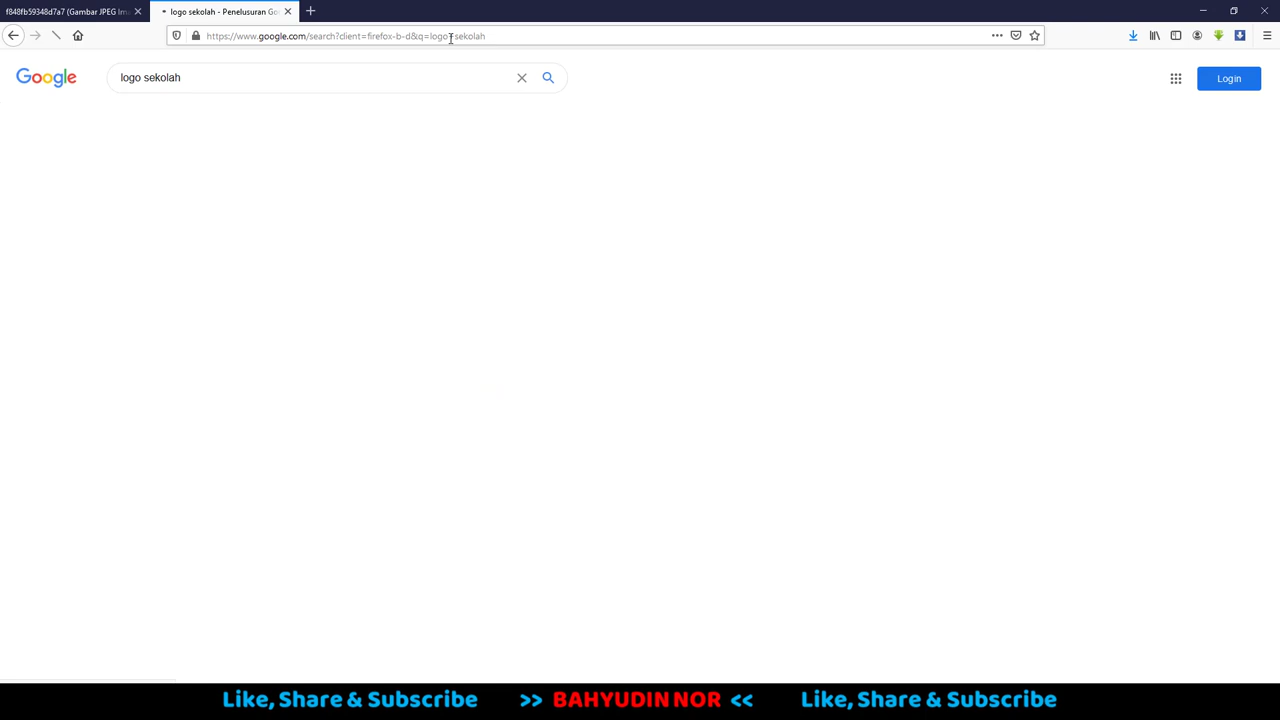 f848fb59348d7a7 (Gambar JPEG Ima
logo sekolah - Penelusuran Go
https://www.google.com/search?client=firefox-b-d&q=logo+sekolah
Google
logo sekolah
Login
Like, Share & Subscribe >> BAHYUDIN NOR << Like, Share & Subscribe